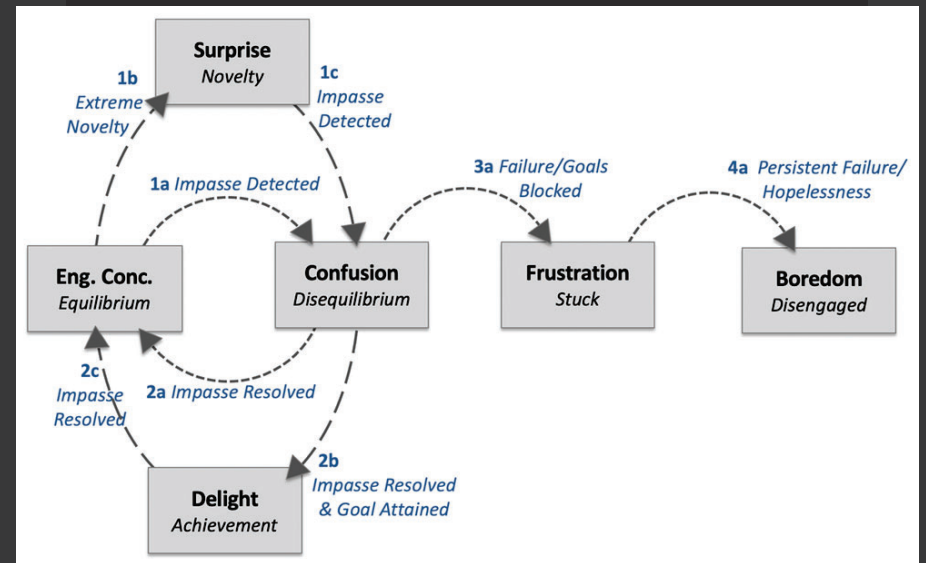 Surprise
Novelty
1b
Extreme
Novelty
1c
Impasse
Detected
1a Impasse Detected
3a Failure/Goals
Blocked
4a Persistent Failure/
Hopelessness
Eng. Conc.
Equilibrium
Confusion
Disequilibrium
Frustration
Stuck
Boredom
Disengaged
2c
Impasse
Resolved
2a Impasse Resolved
2b
Impasse Resolved
& Goal Attained
Delight
Achievement